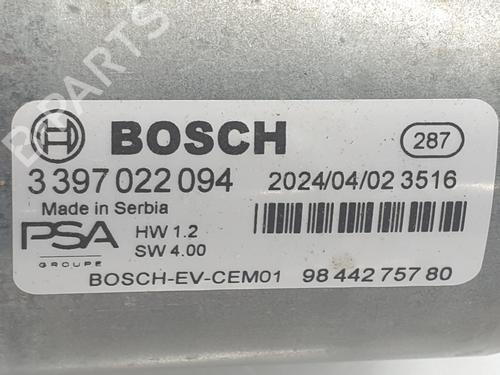 BOSCH 287
3 397 022 094 2024/04/02 3516
Made in Serbia
PSA HW 1.2
GROUPE SW 4.00
BOSCH-EV-CEM01 98 442 757 80
B-PARTS